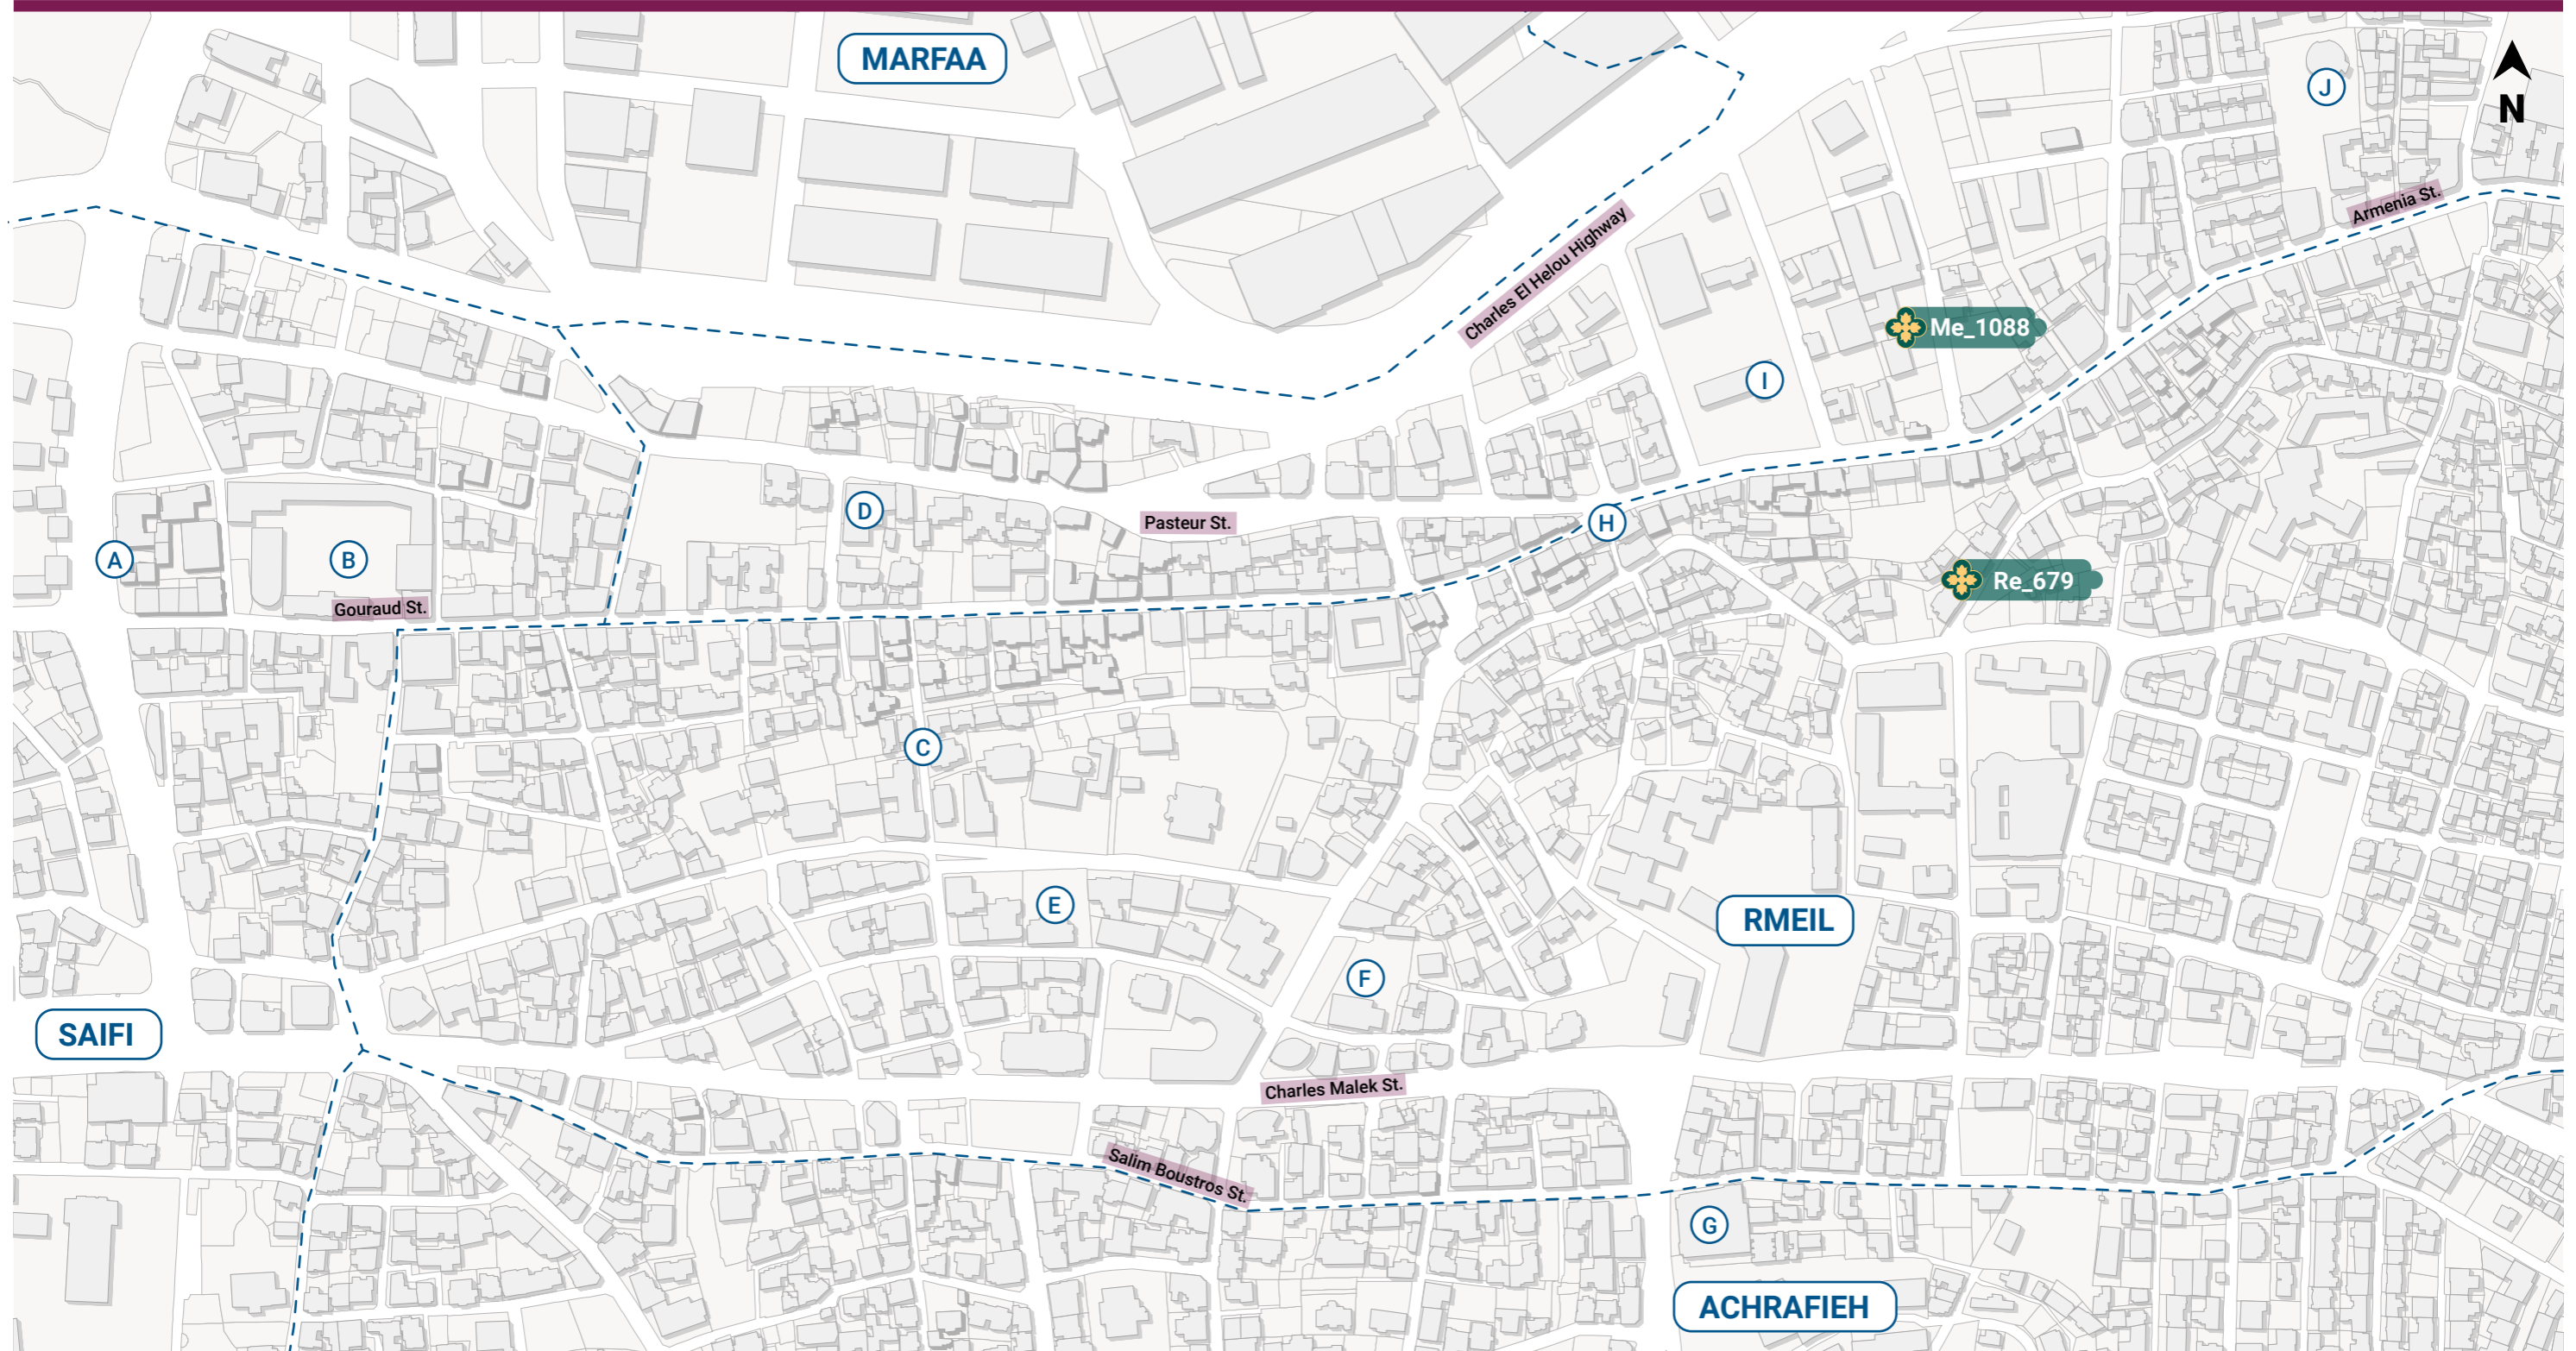 MARFAA
J
N
Armenia St.
Charles El Helou Highway
Me_1088
I
D
Pasteur St.
H
A
B
Re_679
Gouraud St.
C
E
RMEIL
F
SAIFI
Charles Malek St.
Salim Boustros St.
G
ACHRAFIEH